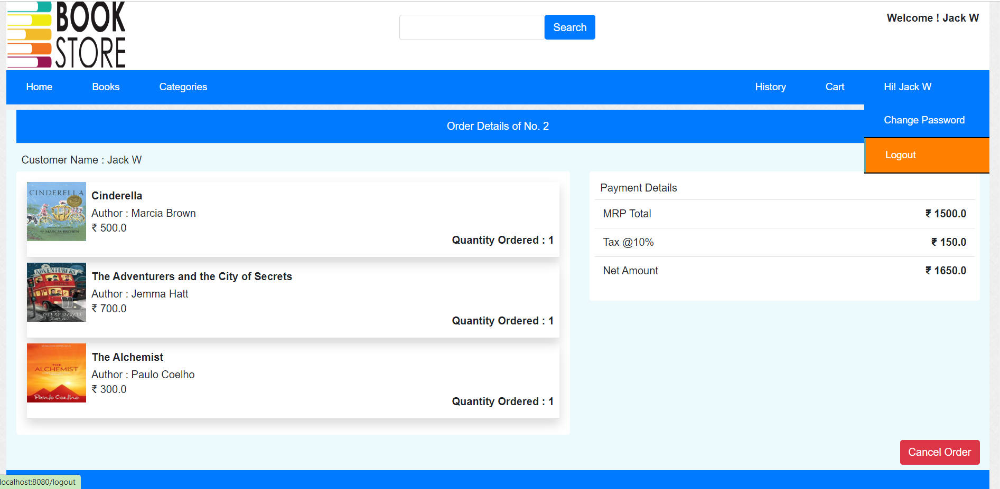 BOOK
STORE
Search
Welcome ! Jack W
Home
Books
Categories
History
Cart
Hi! Jack W
Change Password
Logout
Order Details of No. 2
Customer Name : Jack W
CINDERELLA
MARCIA BROWN
Cinderella
Author : Marcia Brown
₹ 500.0
Quantity Ordered : 1
ADVENTURERS
CITY OF SECRETS
The Adventurers and the City of Secrets
Author : Jemma Hatt
₹ 700.0
Quantity Ordered : 1
THE
ALCHEMIST
Paulo Coelho
The Alchemist
Author : Paulo Coelho
₹ 300.0
Quantity Ordered : 1
Payment Details
MRP Total
₹ 1500.0
Tax @10%
₹ 150.0
Net Amount
₹ 1650.0
Cancel Order
localhost:8080/logout